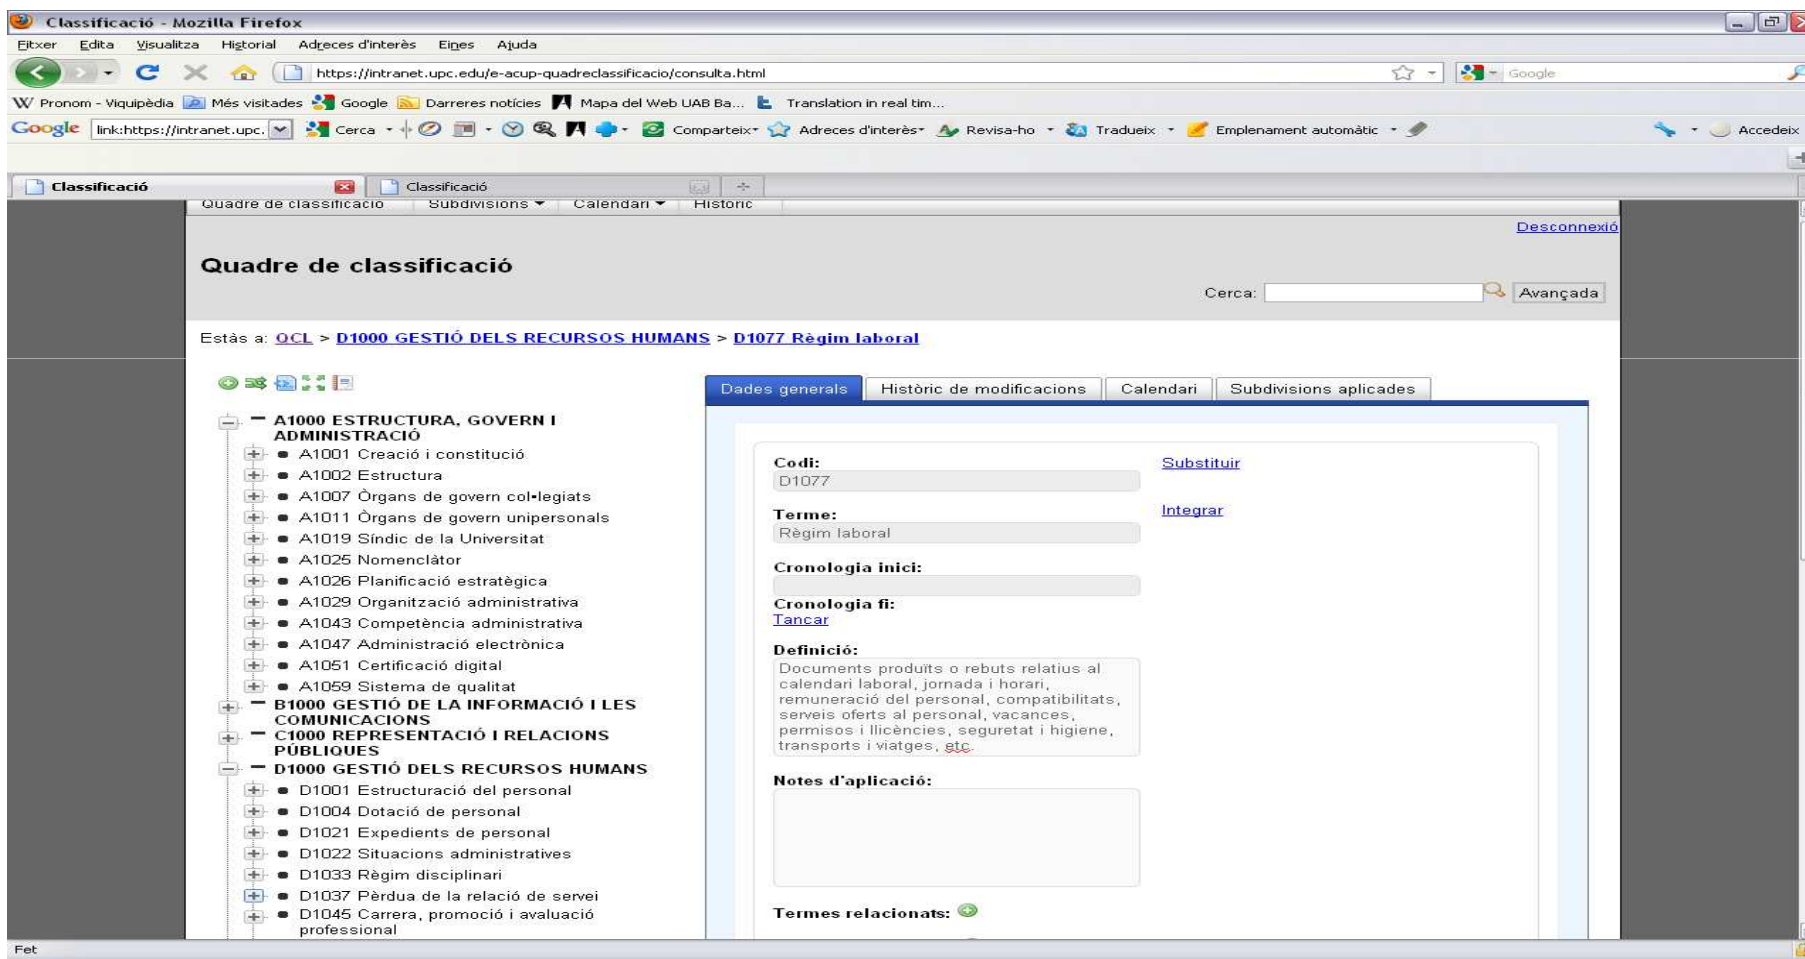 Classificació - Mozilla Firefox
Fitxer Edita Visualitza Historial Adreces d'interès Eines Ajuda
https://intranet.upc.edu/e-acup-quadreclassificacio/consulta.html Google
W Pronom - Viquipèdia Més visitades Google Darreres notícies Mapa del Web UAB Ba... Translation in real tim...
Google link:https://intranet.upc. Cerca Comparteix Adreces d'interès Revisa-ho Tradueix Emplenament automàtic Accedeix
Classificació Classificació
Quadre de classificació Subdivisions Calendari Històric
Desconnexió
Quadre de classificació
Cerca: Avançada
Estàs a: QCL > D1000 GESTIÓ DELS RECURSOS HUMANS > D1077 Règim laboral
Dades generals Històric de modificacions Calendari Subdivisions aplicades
A1000 ESTRUCTURA, GOVERN I
ADMINISTRACIÓ
A1001 Creació i constitució
A1002 Estructura
A1007 Òrgans de govern col•legiats
A1011 Òrgans de govern unipersonals
A1019 Síndic de la Universitat
A1025 Nomenclàtor
A1026 Planificació estratègica
A1029 Organització administrativa
A1043 Competència administrativa
A1047 Administració electrònica
A1051 Certificació digital
A1059 Sistema de qualitat
B1000 GESTIÓ DE LA INFORMACIÓ I LES
COMUNICACIONS
C1000 REPRESENTACIÓ I RELACIONS
PÚBLIQUES
D1000 GESTIÓ DELS RECURSOS HUMANS
D1001 Estructuració del personal
D1004 Dotació de personal
D1021 Expedients de personal
D1022 Situacions administratives
D1033 Règim disciplinari
D1037 Pèrdua de la relació de servei
D1045 Carrera, promoció i avaluació
professional
Codi:
D1077
Substituir
Terme:
Règim laboral
Integrar
Cronologia inici:
Cronologia fi:
Tancar
Definició:
Documents produïts o rebuts relatius al
calendari laboral, jornada i horari,
remuneració del personal, compatibilitats,
serveis oferts al personal, vacances,
permisos i llicències, seguretat i higiene,
transports i viatges, etc.
Notes d'aplicació:
Termes relacionats:
Fet